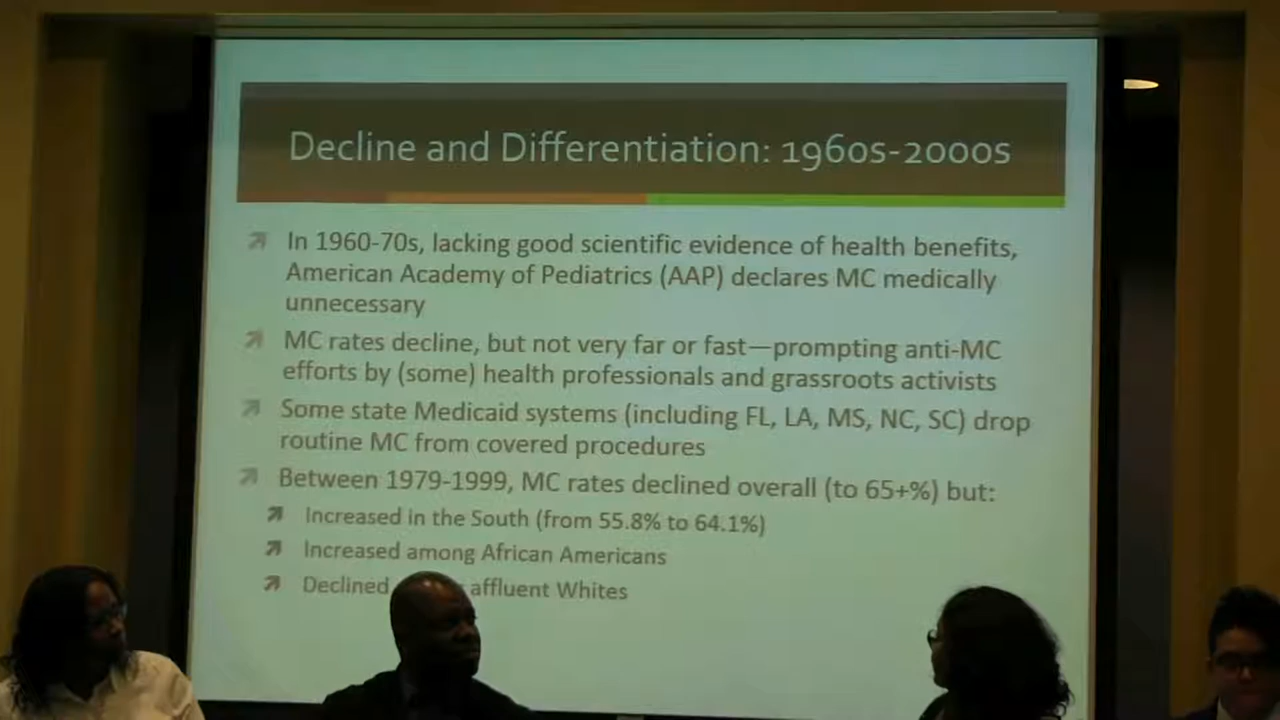 Decline and Differentiation: 1960s-2000s
In 1960-70s, lacking good scientific evidence of health benefits,
American Academy of Pediatrics (AAP) declares MC medically
unnecessary
MC rates decline, but not very far or fast—prompting anti-MC
efforts by (some) health professionals and grassroots activists
Some state Medicaid systems (including FL, LA, MS, NC, SC) drop
routine MC from covered procedures
Between 1979-1999, MC rates declined overall (to 65+%) but:
Increased in the South (from 55.8% to 64.1%)
Increased among African Americans
Declined affluent Whites